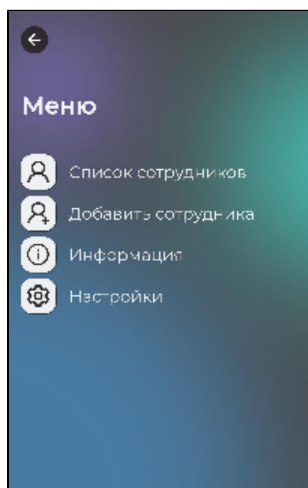 Меню
Список сотрудников
Добавить сотрудника
Информация
Настройки